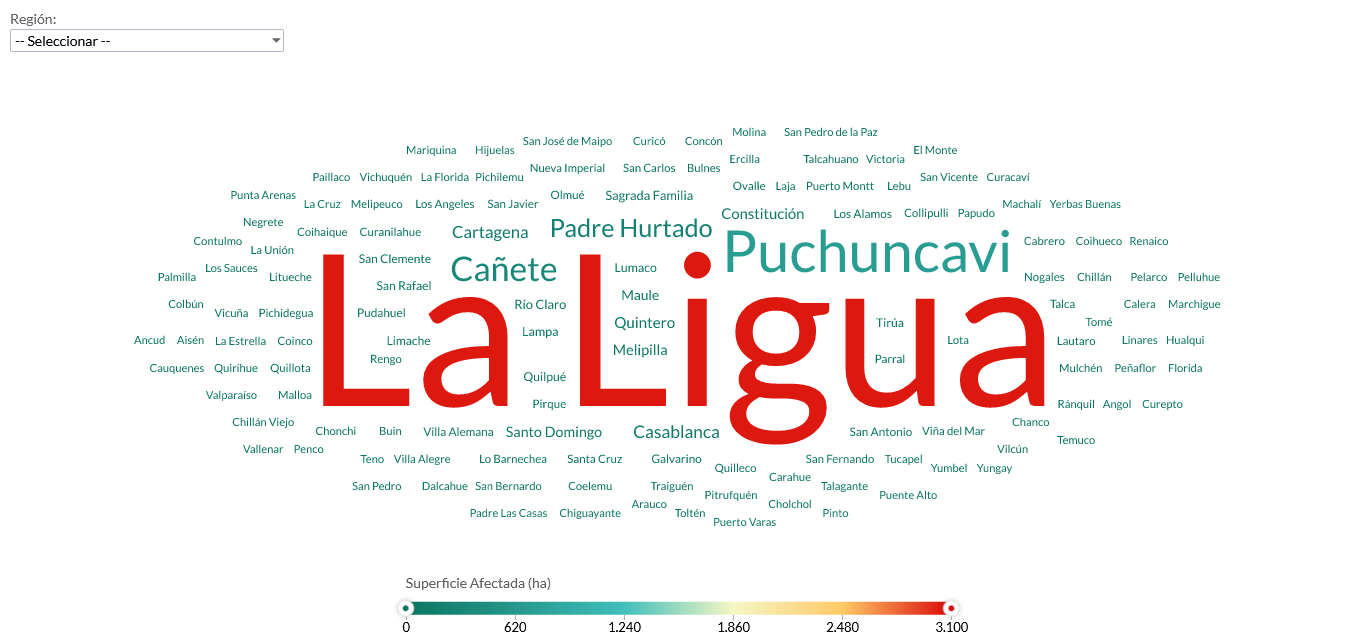 Región:
-- Seleccionar --
Molina San Pedro de la Paz
San José de Maipo Curicó Concón
Mariquina Hijuelas El Monte
Ercilla Talcahuano Victoria
Nueva Imperial San Carlos Bulnes
Paillaco Vichuquén La Florida Pichilemu San Vicente Curacaví
Ovalle Laja Puerto Montt Lebu
Punta Arenas Olmué Sagrada Familia
La Cruz Melipeuco Los Angeles San Javier Machalí Yerbas Buenas
Constitución Los Alamos Collipulli Papudo
Negrete
Coihaique Curanilahue Cartagena Padre Hurtado
Contulmo Cabrero Coihueco Renaico
La Unión Puchuncavi
San Clemente
Los Sauces Cañete Lumaco
Palmilla Litueche Nogales Chillán Pelarco Pelluhue
San Rafael Maule
Colbún Río Claro Talca Calera Marchigue
Vicuña Pichidegua Pudahuel
Quintero Tirúa Tomé
Lampa
La Ligua
Ancud Aisén La Estrella Coinco Limache Lota Lautaro Linares Hualqui
Melipilla
Rengo Parral
Cauquenes Quirihue Quillota Mulchén Peñaflor Florida
Quilpué
Valparaíso Malloa
Pirque Ránquil Angol Curepto
Chillán Viejo Chanco
Chonchi Buin Villa Alemana Santo Domingo Casablanca San Antonio Viña del Mar
Temuco
Vallenar Penco Vilcún
Teno Villa Alegre Lo Barnechea Santa Cruz Galvarino San Fernando Tucapel
Quilleco Yumbel Yungay
Carahue
San Pedro Dalcahue San Bernardo Coelemu Traiguén Talagante
Pitrufquén Puente Alto
Arauco Cholchol
Padre Las Casas Chiguayante Toltén Pinto
Puerto Varas
Superficie Afectada (ha)
0 620 1.240 1.860 2.480 3.100